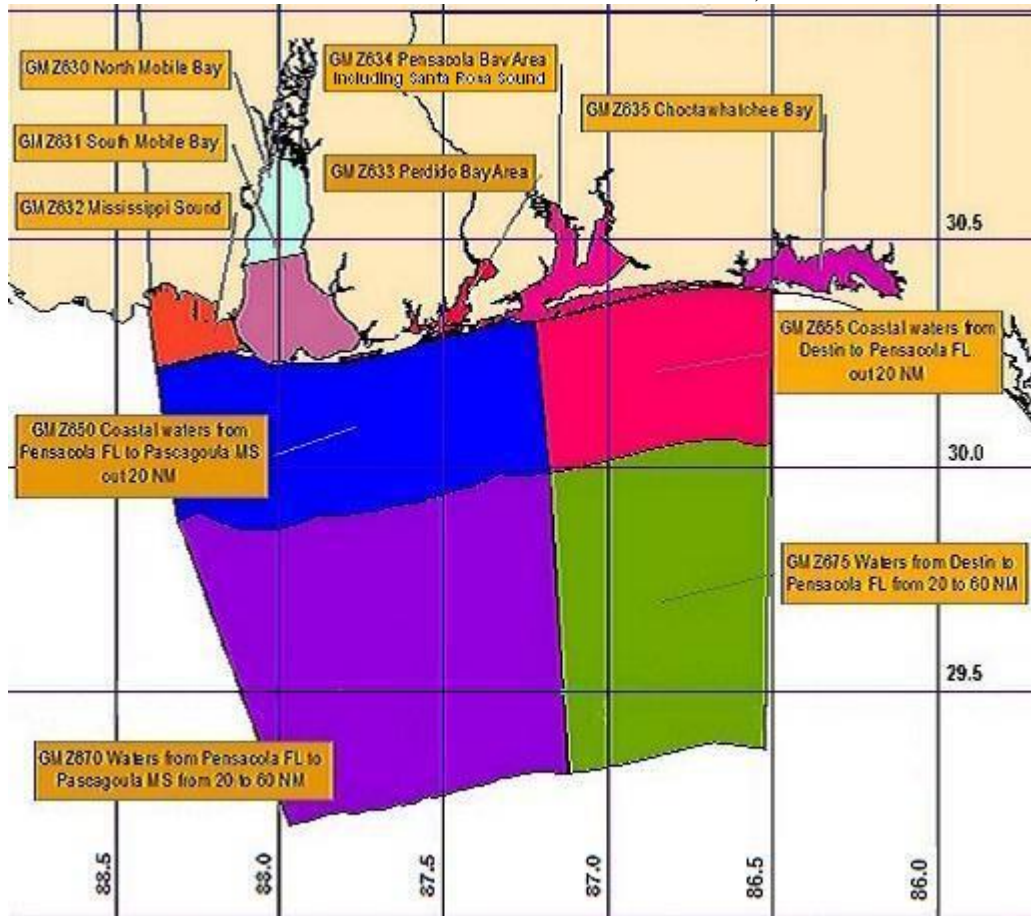 GMZ630 North Mobile Bay
GMZ634 Pensacola Bay Area
Including Santa Rosa Sound
GMZ635 Choctawhatchee Bay
GMZ631 South Mobile Bay
GMZ633 Perdido Bay Area
GMZ632 Mississippi Sound
30.5
GMZ655 Coastal waters from
Destin to Pensacola FL
out 20 NM
GMZ650 Coastal waters from
Pensacola FL to Pascagoula MS
out 20 NM
30.0
GMZ675 Waters from Destin to
Pensacola FL from 20 to 60 NM
29.5
GMZ670 Waters from Pensacola FL to
Pascagoula MS from 20 to 60 NM
88.5
88.0
87.5
87.0
86.5
86.0